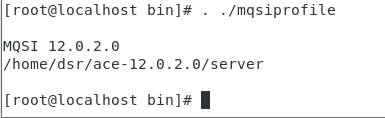 [root@localhost bin]# . ./mqsiprofile
MQSI 12.0.2.0
/home/dsr/ace-12.0.2.0/server
[root@localhost bin]#